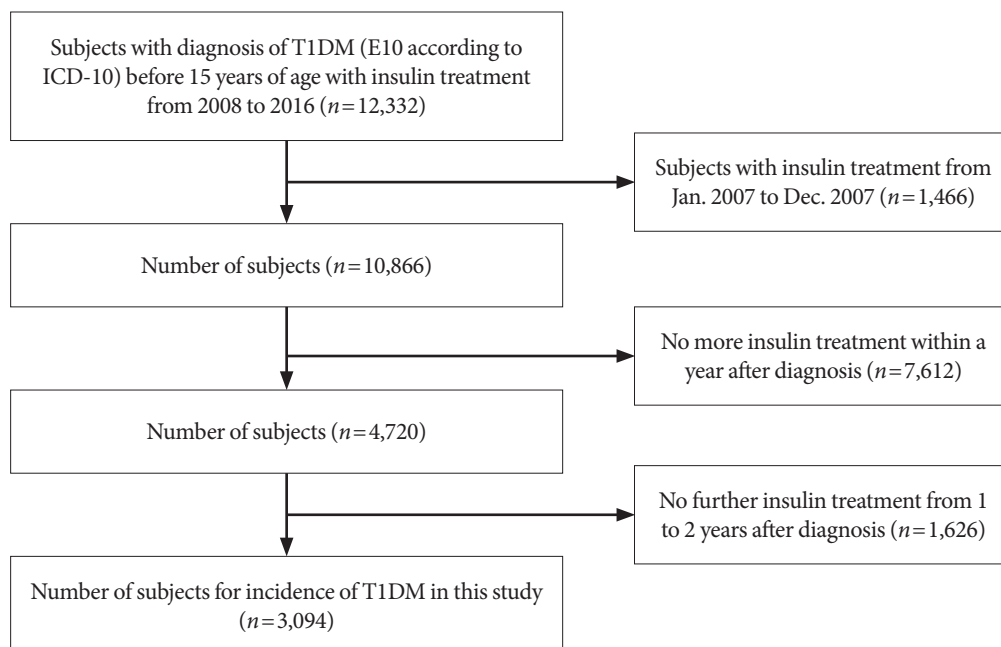 Subjects with diagnosis of T1DM (E10 according to
ICD-10) before 15 years of age with insulin treatment
from 2008 to 2016 (n=12,332)
Subjects with insulin treatment from
Jan. 2007 to Dec. 2007 (n=1,466)
Number of subjects (n=10,866)
No more insulin treatment within a
year after diagnosis (n=7,612)
Number of subjects (n=4,720)
No further insulin treatment from 1
to 2 years after diagnosis (n=1,626)
Number of subjects for incidence of T1DM in this study
(n=3,094)